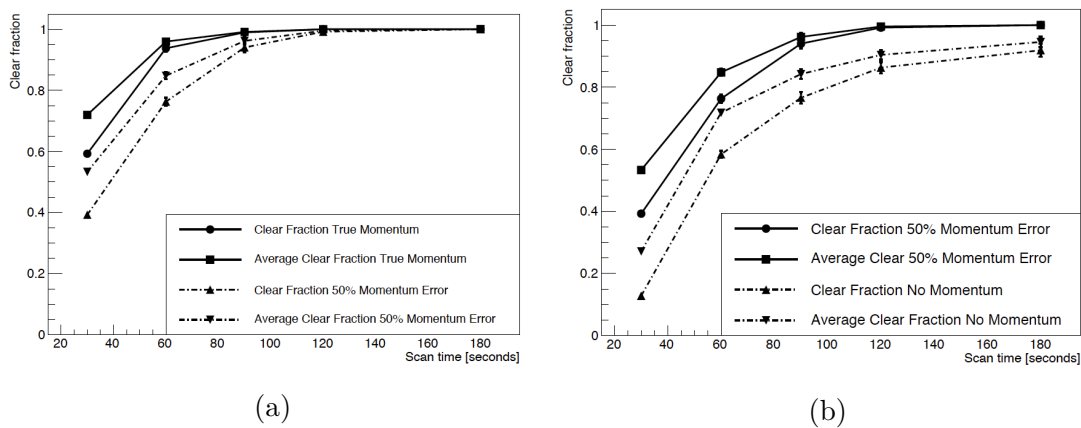 Clear fraction
1
0.8
0.6
0.4
0.2
0
Clear Fraction True Momentum
Average Clear Fraction True Momentum
Clear Fraction 50% Momentum Error
Average Clear Fraction 50% Momentum Error
20 40 60 80 100 120 140 160 180
Scan time [seconds]
(a)
Clear fraction
1
0.8
0.6
0.4
0.2
0
Clear Fraction 50% Momentum Error
Average Clear 50% Momentum Error
Clear Fraction No Momentum
Average Clear Fraction No Momentum
20 40 60 80 100 120 140 160 180
Scan time [seconds]
(b)